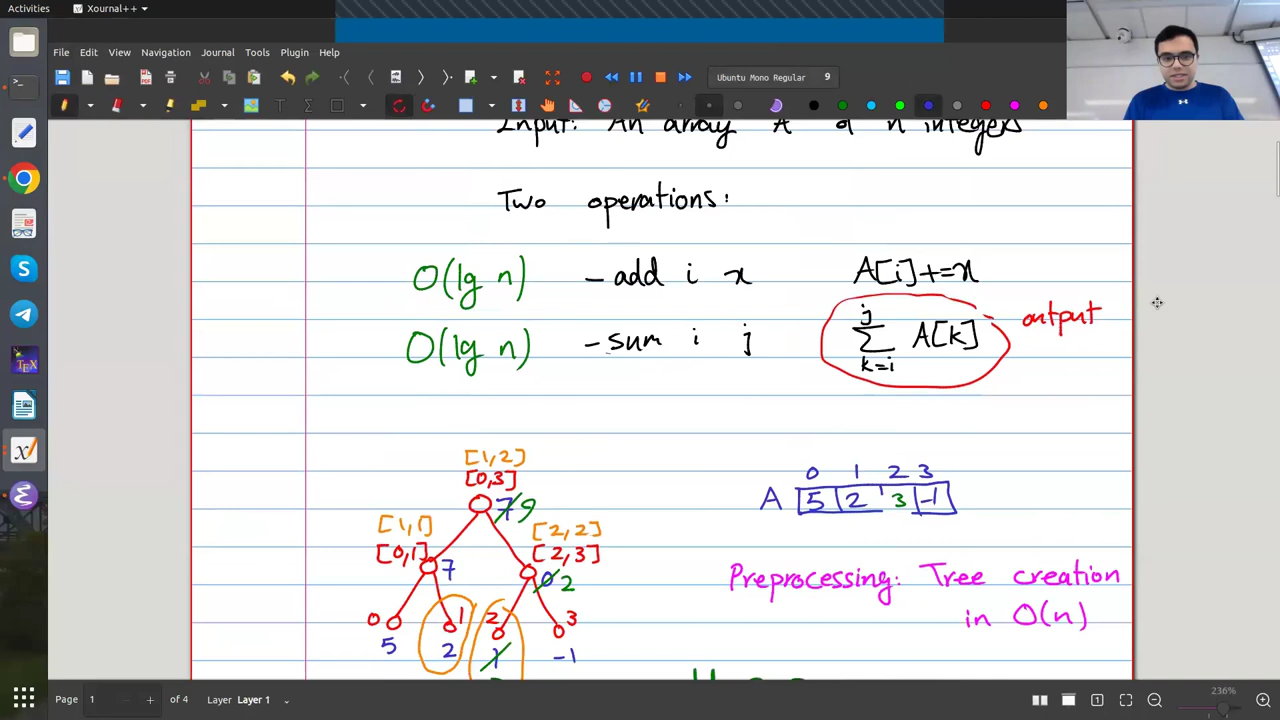 Activities Xournal++
File Edit View Navigation Journal Tools Plugin Help
Ubuntu Mono Regular 9
Input: An array A of n integers
Two operations:
O(lg n) - add i x A[i]+=x
O(lg n) - sum i j j ∑ k=i A[k] output
[1,2]
[0,3]
7 9
[1,1] [2,2]
[0,1] [2,3]
7 0 2
0 1 2 3
5 2 1 -1
0 1 2 3
A 5 2 3 -1
Preprocessing: Tree creation
in O(n)
Page 1 of 4 Layer Layer 1 236%